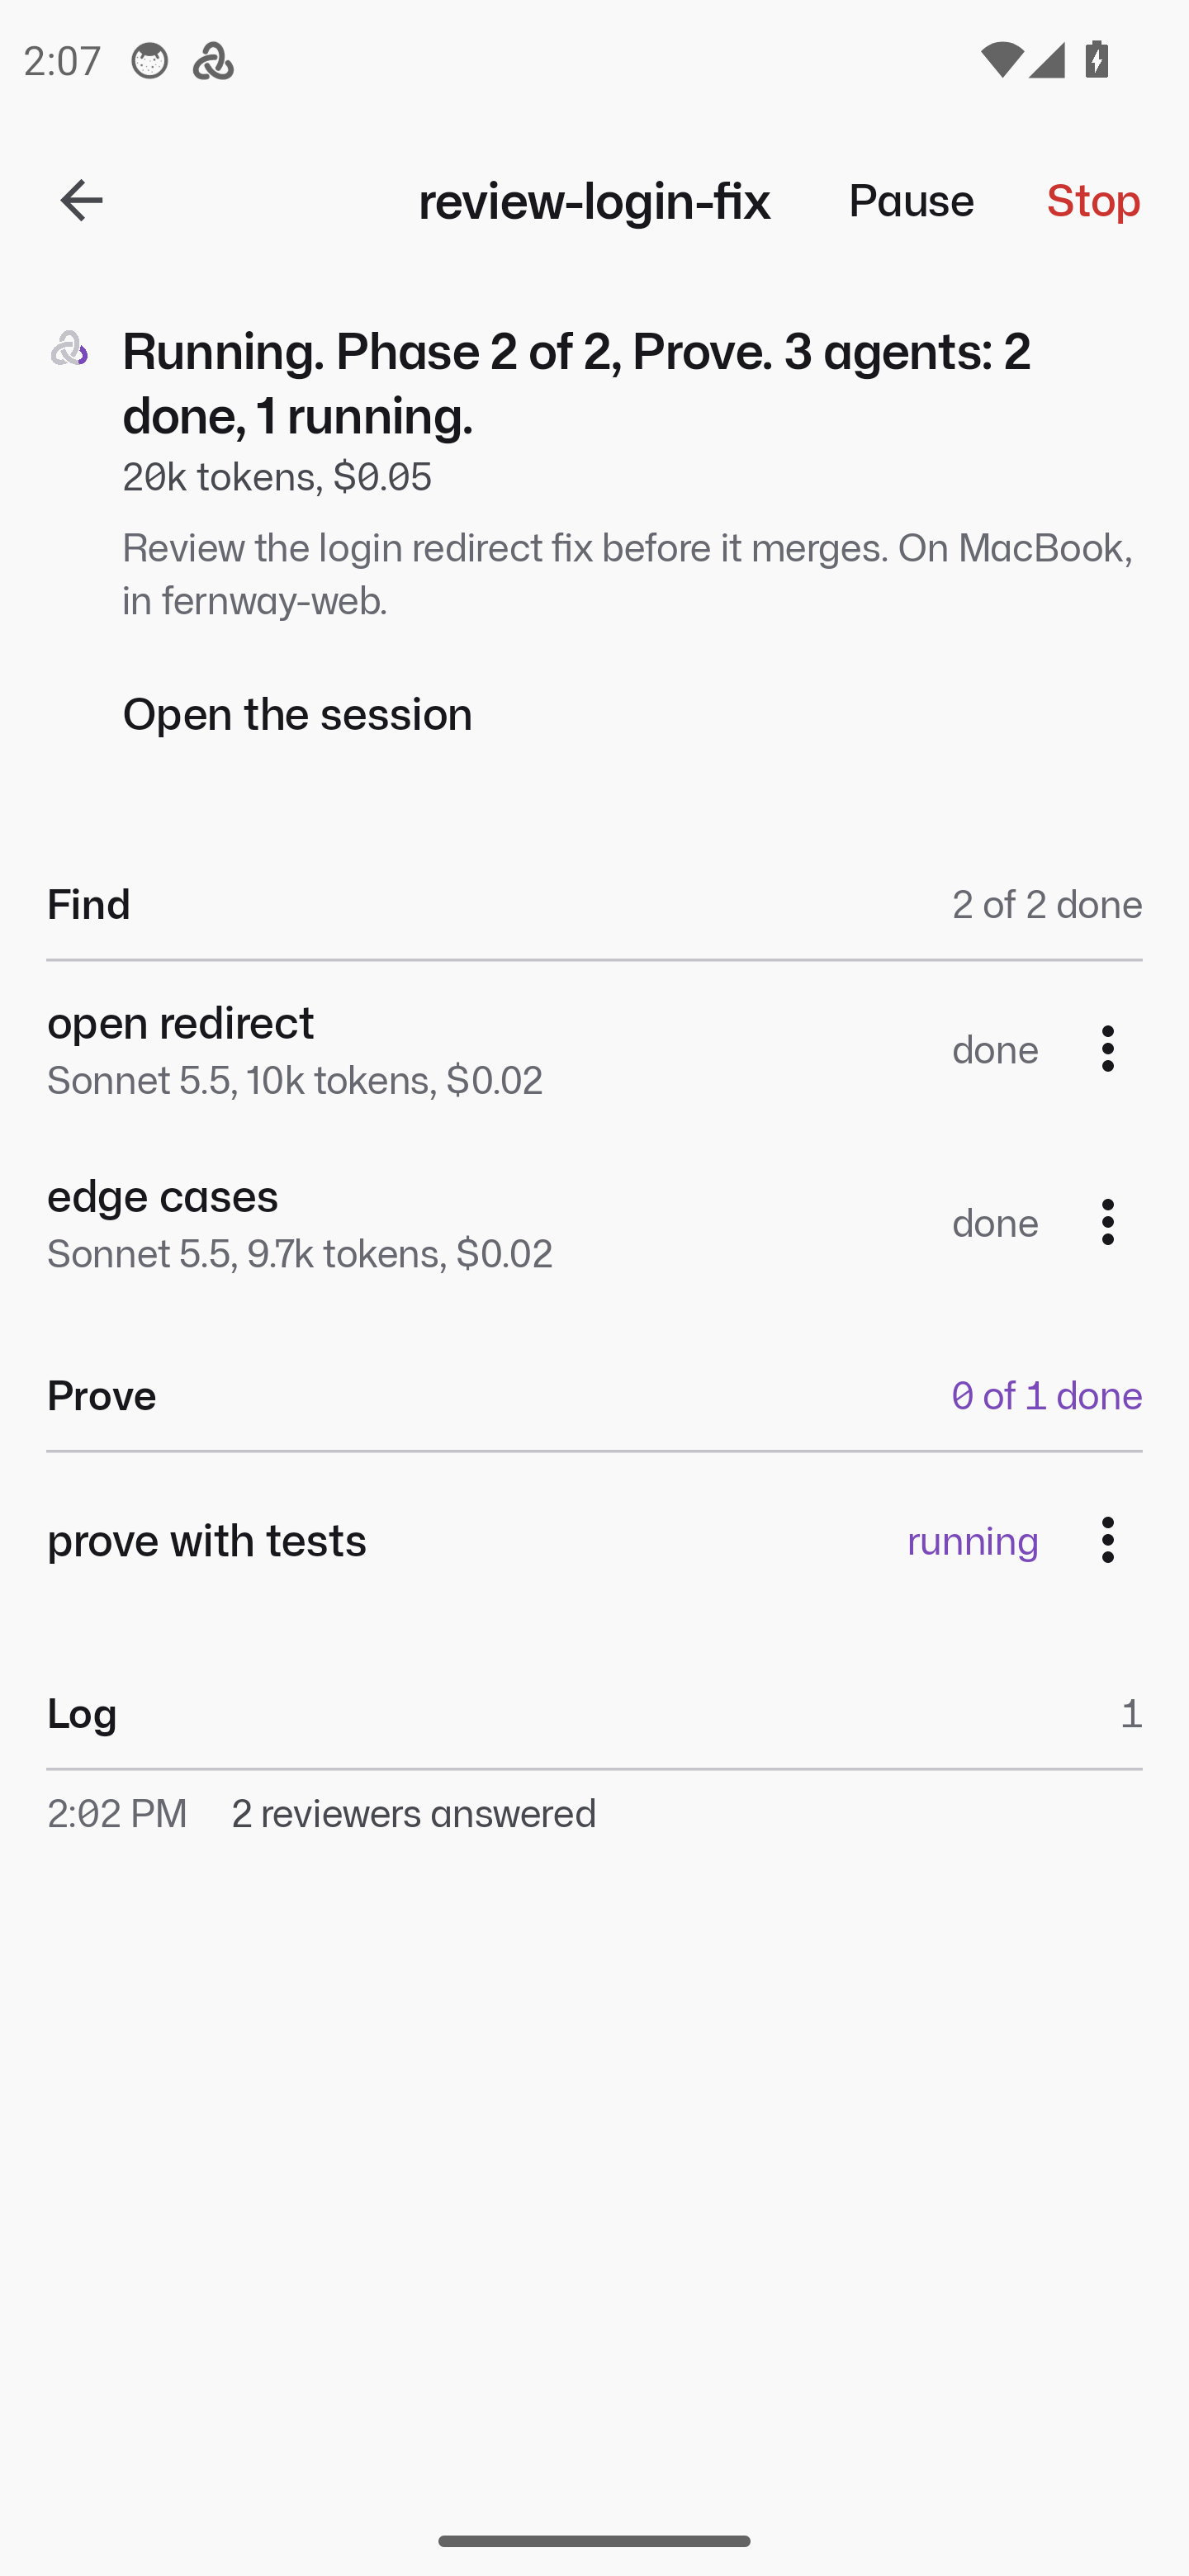 2:07
review-login-fix
Pause
Stop
Running. Phase 2 of 2, Prove. 3 agents: 2
done, 1 running.
20k tokens, $0.05
Review the login redirect fix before it merges. On MacBook,
in fernway-web.
Open the session
Find
2 of 2 done
open redirect
Sonnet 5.5, 10k tokens, $0.02
done
edge cases
Sonnet 5.5, 9.7k tokens, $0.02
done
Prove
0 of 1 done
prove with tests
running
Log
1
2:02 PM
2 reviewers answered